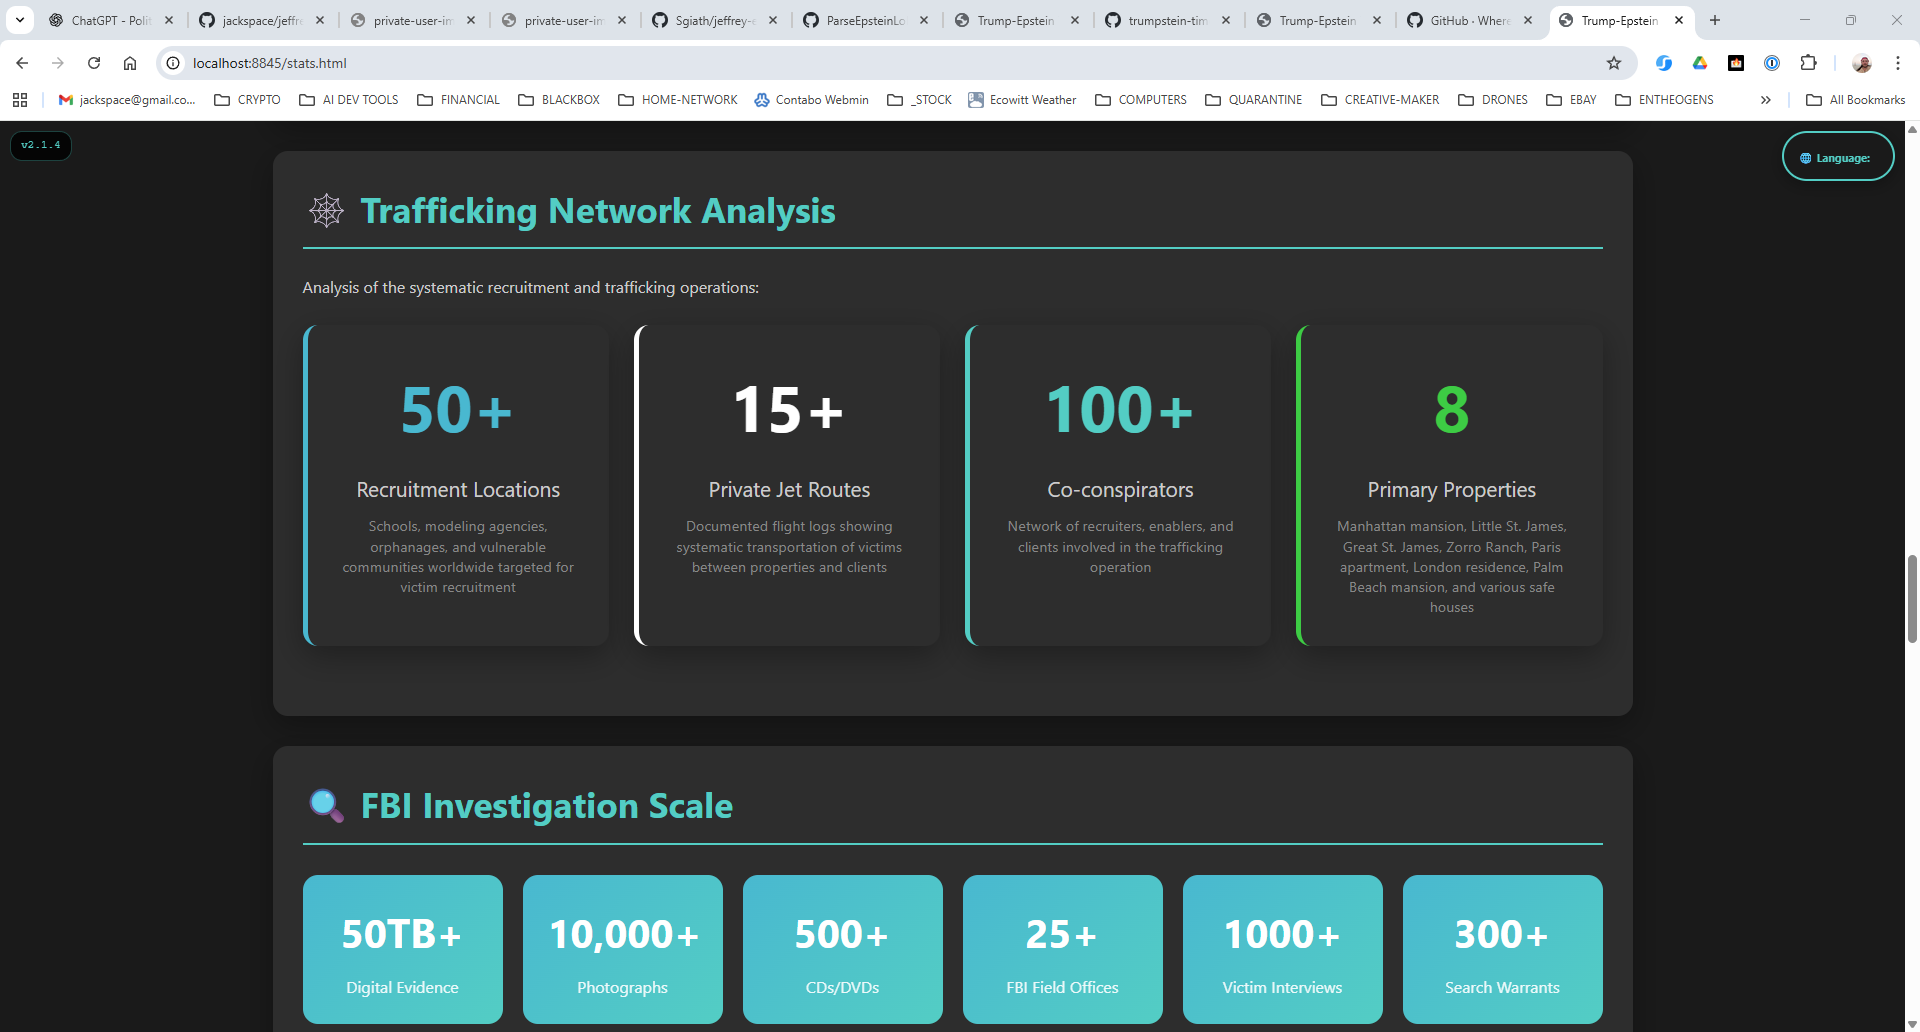 ChatGPT - Polit
jackspace/jeffre
private-user-im
private-user-im
Sgiath/jeffrey-e
ParseEpsteinLo
Trump-Epstein
trumpstein-tim
Trump-Epstein
GitHub · Where
Trump-Epstein
localhost:8845/stats.html
jackspace@gmail.co...
CRYPTO
AI DEV TOOLS
FINANCIAL
BLACKBOX
HOME-NETWORK
Contabo Webmin
_STOCK
Ecowitt Weather
COMPUTERS
QUARANTINE
CREATIVE-MAKER
DRONES
EBAY
ENTHEOGENS
All Bookmarks
v2.1.4
Language:
Trafficking Network Analysis
Analysis of the systematic recruitment and trafficking operations:
50+
Recruitment Locations
Schools, modeling agencies,
orphanages, and vulnerable
communities worldwide targeted for
victim recruitment
15+
Private Jet Routes
Documented flight logs showing
systematic transportation of victims
between properties and clients
100+
Co-conspirators
Network of recruiters, enablers, and
clients involved in the trafficking
operation
8
Primary Properties
Manhattan mansion, Little St. James,
Great St. James, Zorro Ranch, Paris
apartment, London residence, Palm
Beach mansion, and various safe
houses
FBI Investigation Scale
50TB+
Digital Evidence
10,000+
Photographs
500+
CDs/DVDs
25+
FBI Field Offices
1000+
Victim Interviews
300+
Search Warrants